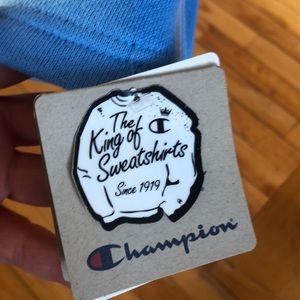 The
King of
Sweatshirts
Since 1919
Champion